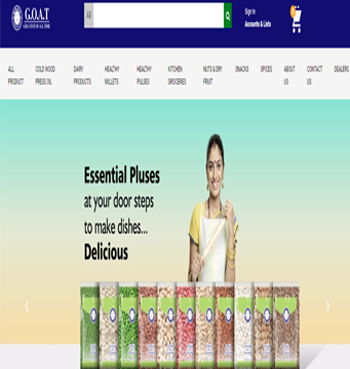 G.O.A.T
GREATEST OF ALL TIME
All
Sign in
Accounts & Lists
ALL PRODUCT
COLD WOOD PRESS OIL
DAIRY PRODUCTS
HEALTHY MILLETS
HEALTHY PULSES
KITCHEN GROCERIES
NUTS & DRY FRUIT
SNACKS
SPICES
ABOUT US
CONTACT US
DEALERS
Essential Pluses
at your door steps
to make dishes...
Delicious